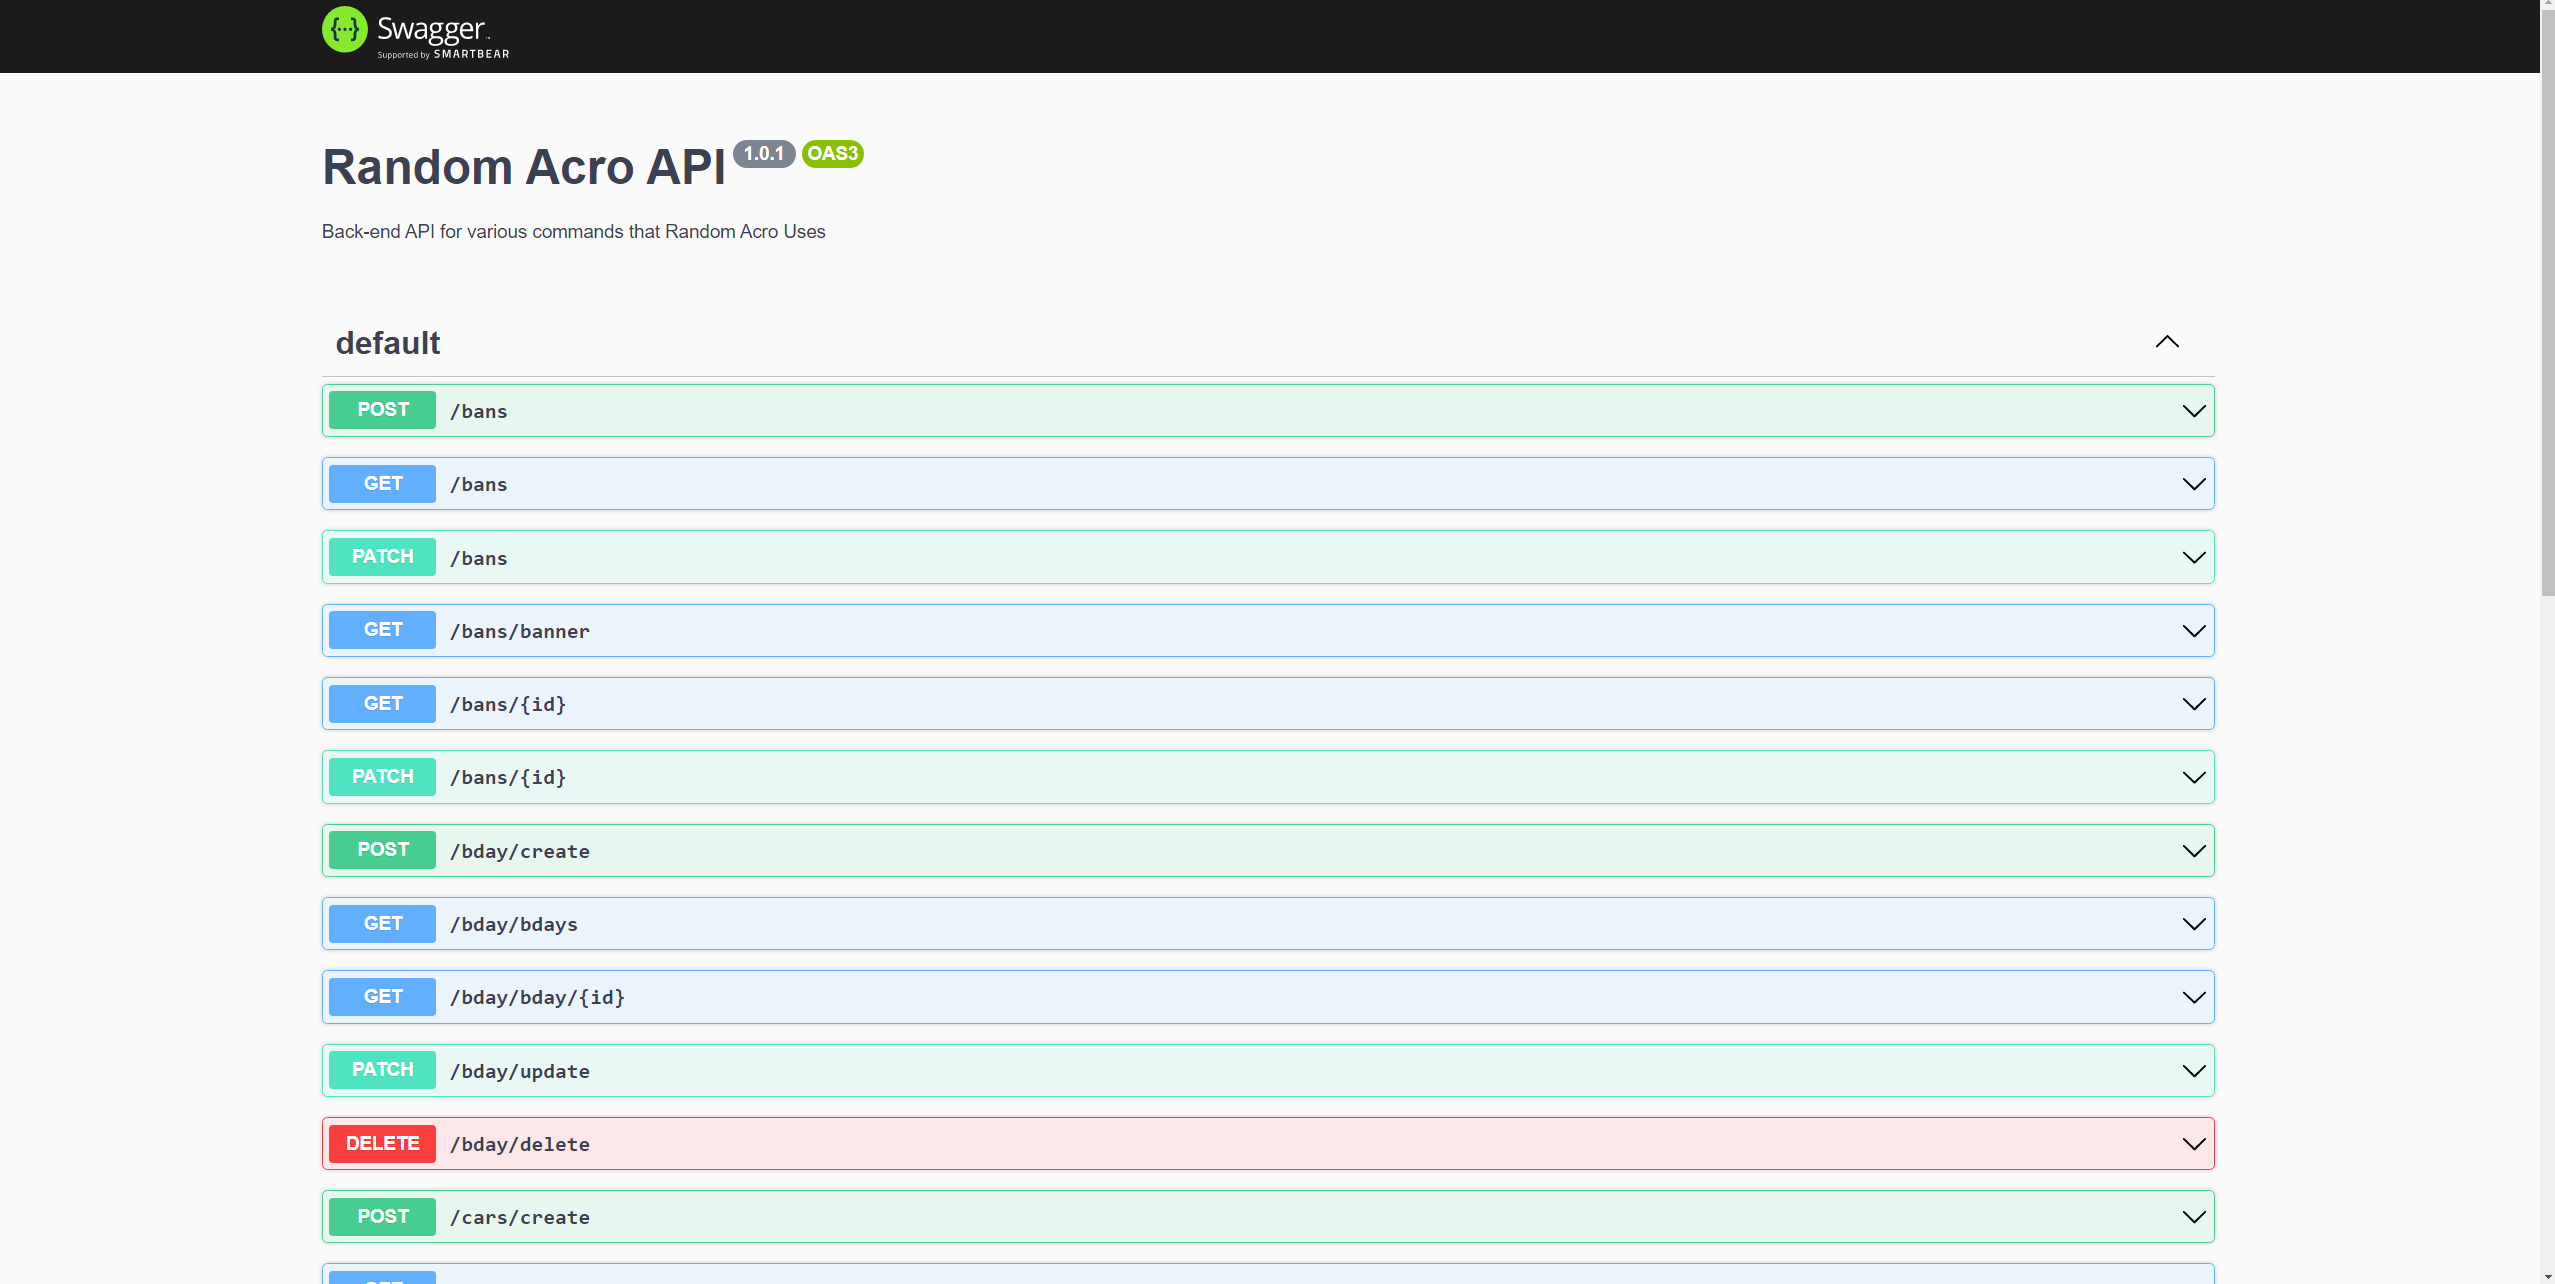 Swagger
Supported by SMARTBEAR
Random Acro API 1.0.1 OAS3
Back-end API for various commands that Random Acro Uses
default
POST /bans
GET /bans
PATCH /bans
GET /bans/banner
GET /bans/{id}
PATCH /bans/{id}
POST /bday/create
GET /bday/bdays
GET /bday/bday/{id}
PATCH /bday/update
DELETE /bday/delete
POST /cars/create